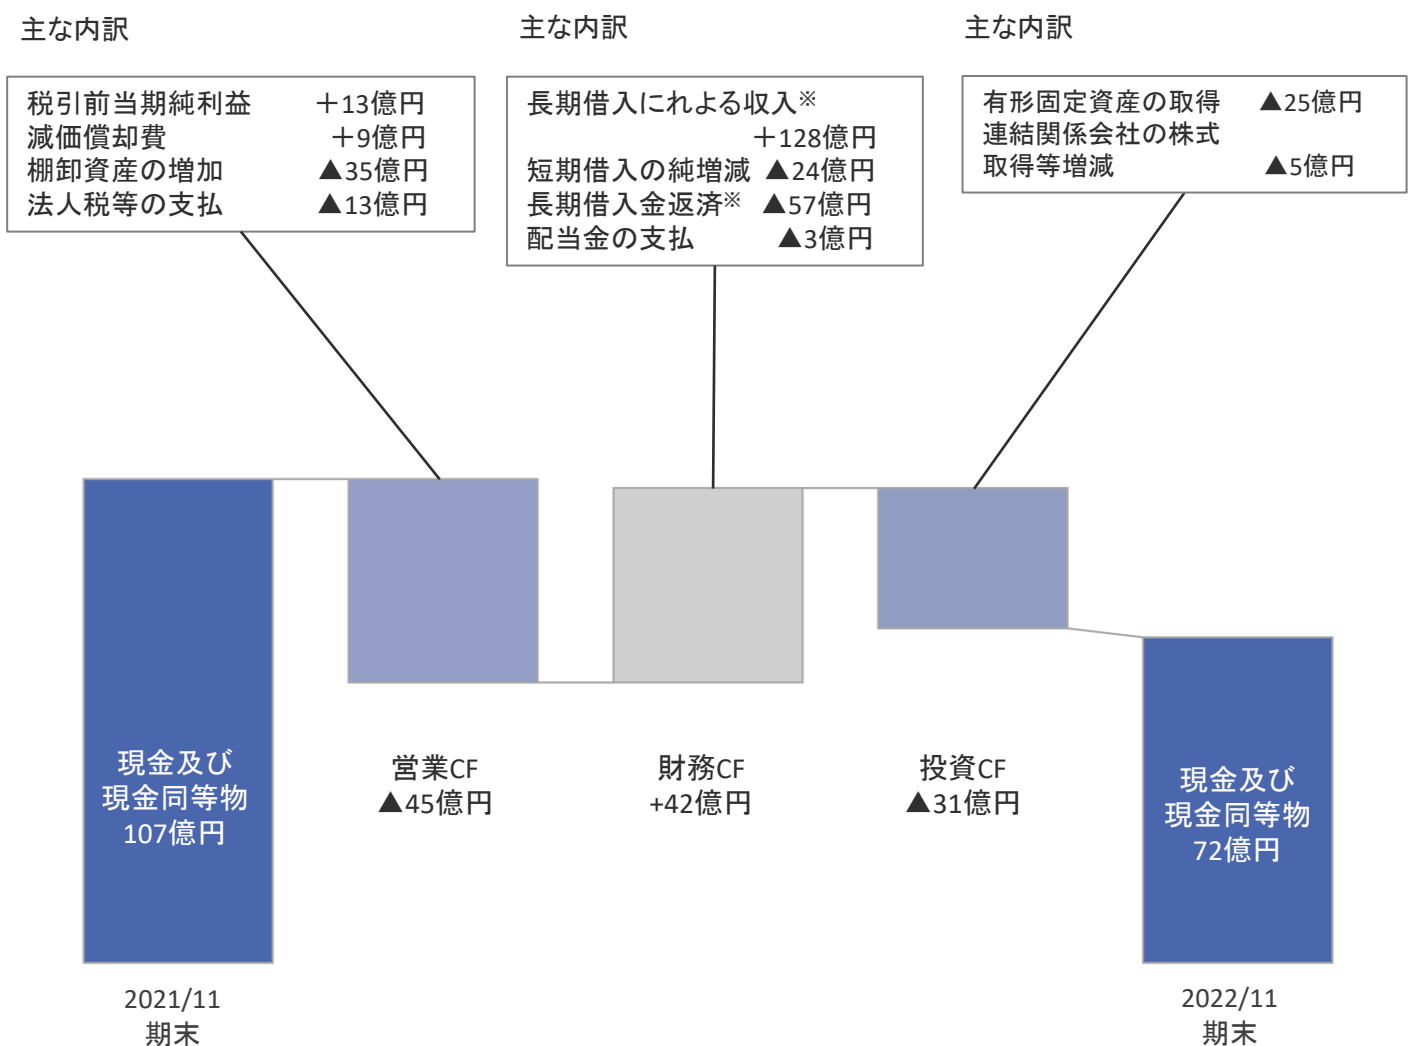 主な内訳
税引前当期純利益 ＋13億円
減価償却費 ＋9億円
棚卸資産の増加 ▲35億円
法人税等の支払 ▲13億円
主な内訳
長期借入にれよる収入※
＋128億円
短期借入の純増減 ▲24億円
長期借入金返済※ ▲57億円
配当金の支払 ▲3億円
主な内訳
有形固定資産の取得 ▲25億円
連結関係会社の株式
取得等増減 ▲5億円
現金及び
現金同等物
107億円
営業CF
▲45億円
財務CF
+42億円
投資CF
▲31億円
現金及び
現金同等物
72億円
2021/11
期末
2022/11
期末